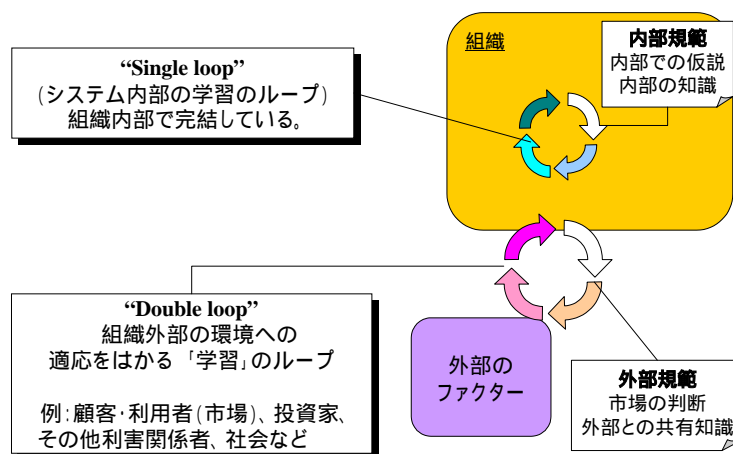 “Single loop”
(システム内部の学習のループ)
組織内部で完結している。
組織
内部規範
内部での仮説
内部の知識
“Double loop”
組織外部の環境への
適応をはかる「学習」のループ
例:顧客・利用者(市場)、投資家、
その他利害関係者、社会など
外部の
ファクター
外部規範
市場の判断
外部との共有知識